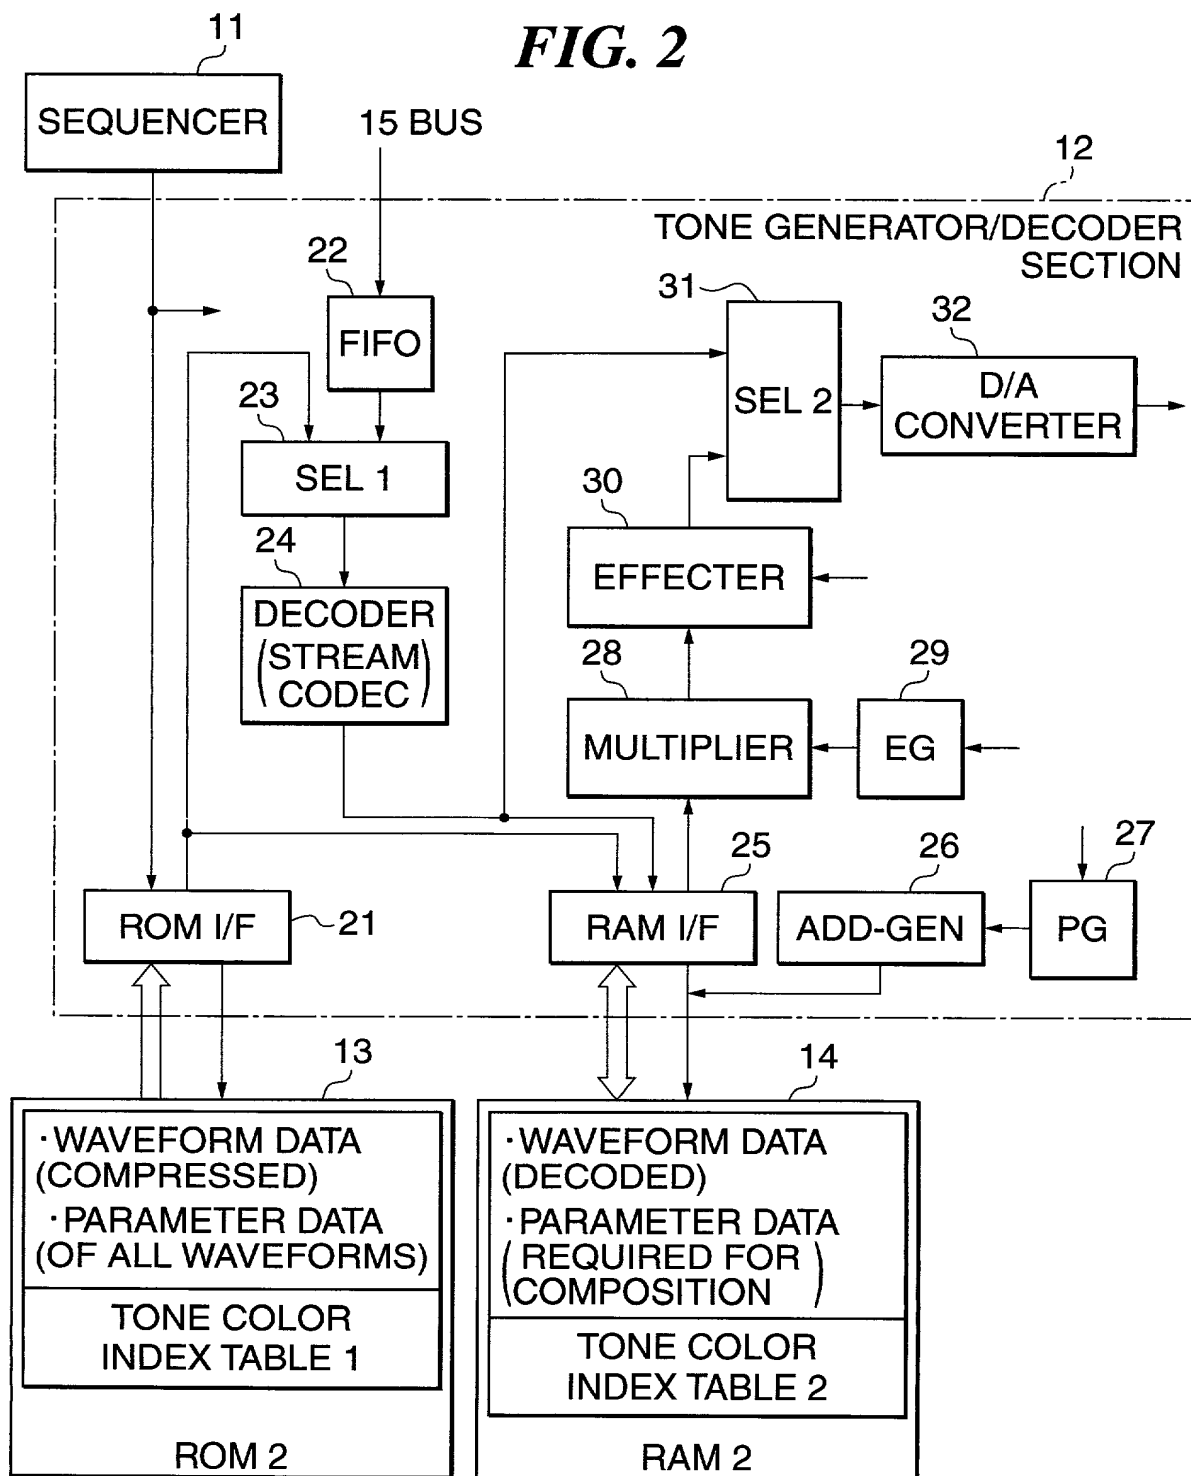 FIG. 2
11
SEQUENCER
15 BUS
12
TONE GENERATOR/DECODER
SECTION
22
FIFO
31
SEL 2
32
D/A
CONVERTER
23
SEL 1
30
EFFECTER
24
DECODER
(STREAM
CODEC)
28
MULTIPLIER
29
EG
25
RAM I/F
26
ADD-GEN
27
PG
ROM I/F
21
13
·WAVEFORM DATA
(COMPRESSED)
·PARAMETER DATA
(OF ALL WAVEFORMS)
TONE COLOR
INDEX TABLE 1
ROM 2
14
·WAVEFORM DATA
(DECODED)
·PARAMETER DATA
(REQUIRED FOR
COMPOSITION)
TONE COLOR
INDEX TABLE 2
RAM 2